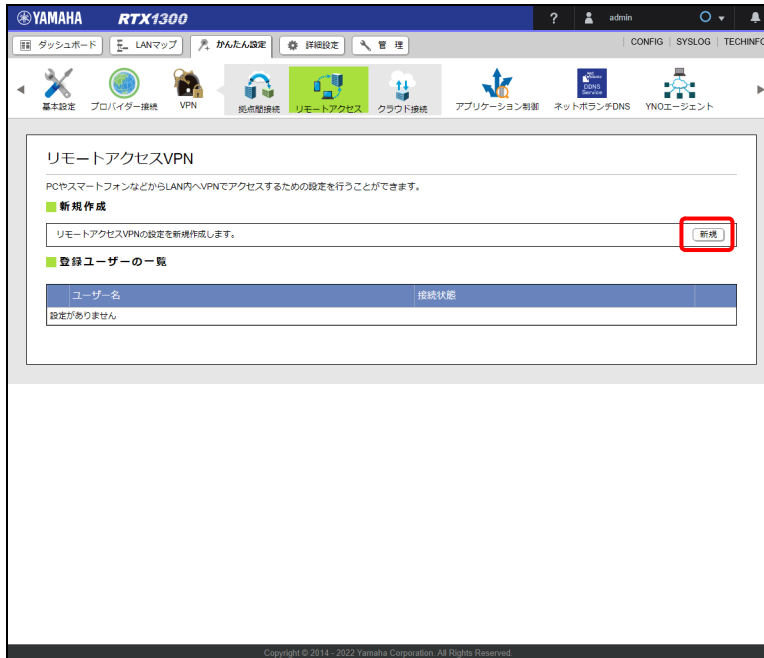 YAMAHA RTX1300 ? admin
ダッシュボード LANマップ かんたん設定 詳細設定 管 理 CONFIG SYSLOG TECHINFO
基本設定 プロバイダー接続 VPN 拠点間接続 リモートアクセス クラウド接続 アプリケーション制御 ネットボランチDNS YNOエージェント
DDNS
Service
リモートアクセスVPN
PCやスマートフォンなどからLAN内へVPNでアクセスするための設定を行うことができます。
新規作成
リモートアクセスVPNの設定を新規作成します。 新規
登録ユーザーの一覧
ユーザー名 接続状態
設定がありません
Copyright © 2014 - 2022 Yamaha Corporation. All Rights Reserved.